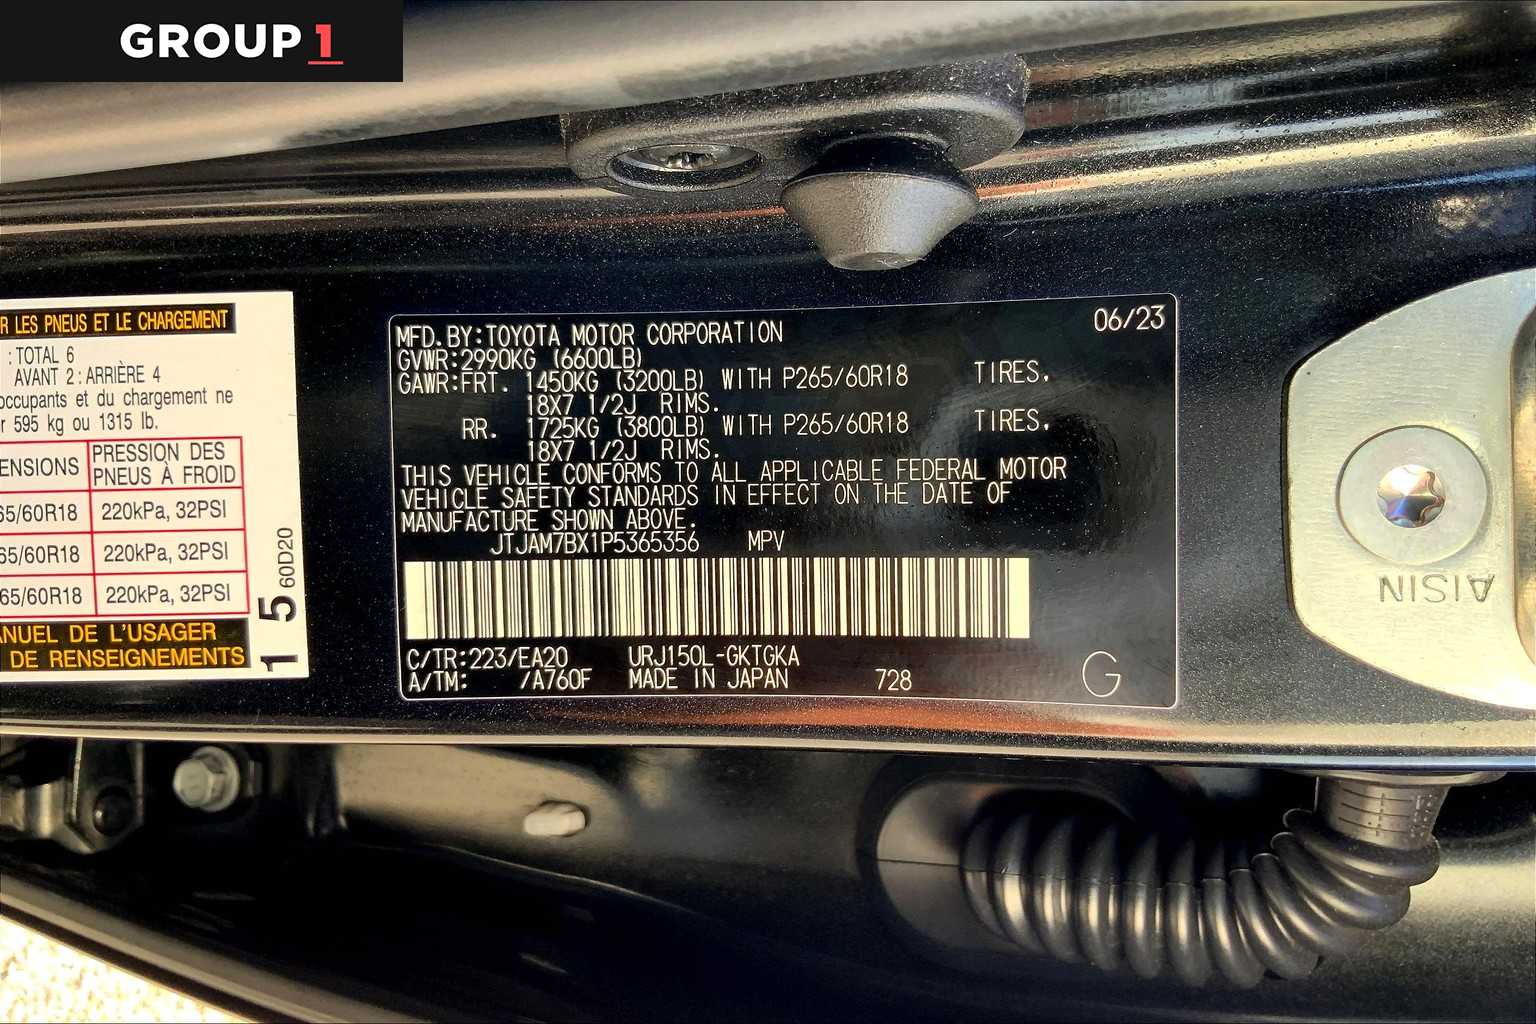 GROUP 1
R LES PNEUS ET LE CHARGEMENT
: TOTAL 6
AVANT 2 : ARRIÈRE 4
occupants et du chargement ne
r 595 kg ou 1315 lb.
ENSIONS PRESSION DES PNEUS À FROID
65/60R18 220kPa, 32PSI
65/60R18 220kPa, 32PSI
65/60R18 220kPa, 32PSI
ANUEL DE L'USAGER
DE RENSEIGNEMENTS
15 60D20
06/23
MFD.BY:TOYOTA MOTOR CORPORATION
GVWR:2990KG (6600LB)
GAWR:FRT. 1450KG (3200LB) WITH P265/60R18 TIRES,
18X7 1/2J RIMS.
RR. 1725KG (3800LB) WITH P265/60R18 TIRES,
18X7 1/2J RIMS.
THIS VEHICLE CONFORMS TO ALL APPLICABLE FEDERAL MOTOR
VEHICLE SAFETY STANDARDS IN EFFECT ON THE DATE OF
MANUFACTURE SHOWN ABOVE.
JTJAM7BX1P5365356 MPV
C/TR:223/EA20 URJ150L-GKTGKA
A/TM: /A760F MADE IN JAPAN 728
G
AISIN